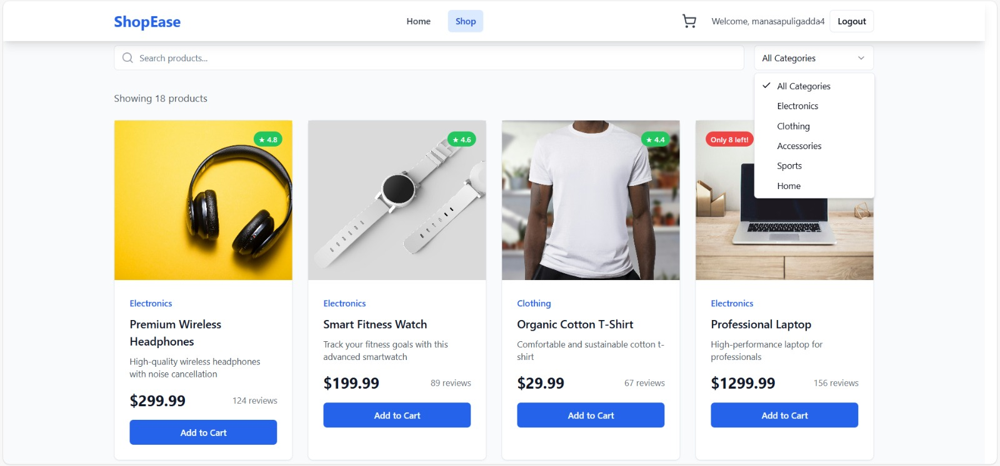 ShopEase
Home
Shop
Welcome, manasapuligadda4
Logout
Search products...
All Categories
All Categories
Electronics
Clothing
Accessories
Sports
Home
Showing 18 products
★ 4.8
★ 4.6
★ 4.4
Only 8 left!
Electronics
Premium Wireless
Headphones
High-quality wireless headphones
with noise cancellation
$299.99
124 reviews
Add to Cart
Electronics
Smart Fitness Watch
Track your fitness goals with this
advanced smartwatch
$199.99
89 reviews
Add to Cart
Clothing
Organic Cotton T-Shirt
Comfortable and sustainable cotton t-
shirt
$29.99
67 reviews
Add to Cart
Electronics
Professional Laptop
High-performance laptop for
professionals
$1299.99
156 reviews
Add to Cart